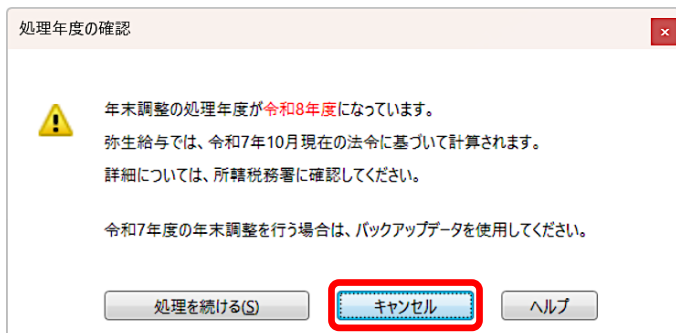 処理年度の確認
年末調整の処理年度が令和8年度になっています。
弥生給与では、令和7年10月現在の法令に基づいて計算されます。
詳細については、所轄税務署に確認してください。
令和7年度の年末調整を行う場合は、バックアップデータを使用してください。
処理を続ける(S) キャンセル ヘルプ